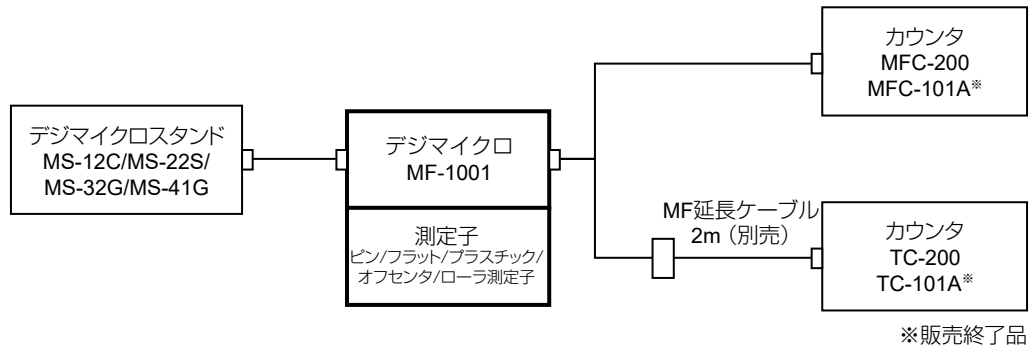 デジマイクロスタンド
MS-12C/MS-22S/
MS-32G/MS-41G
デジマイクロ
MF-1001
測定子
ピン/フラット/プラスチック/
オフセンタ/ローラ測定子
カウンタ
MFC-200
MFC-101A※
MF延長ケーブル
2m（別売）
カウンタ
TC-200
TC-101A※
※販売終了品